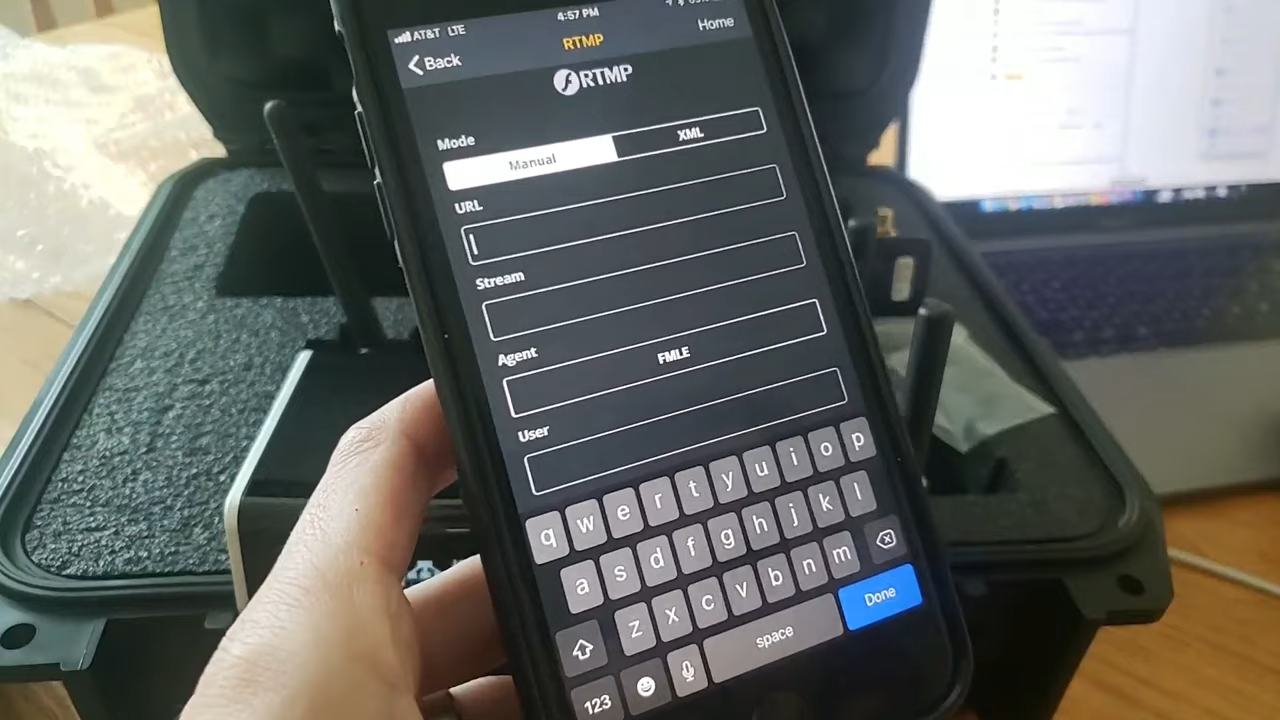 AT&T LTE 4:57 PM
Back RTMP Home
RTMP
Mode
Manual XML
URL
Stream
Agent
FMLE
User
q w e r t y u i o p
a s d f g h j k l
z x c v b n m
123 space Done